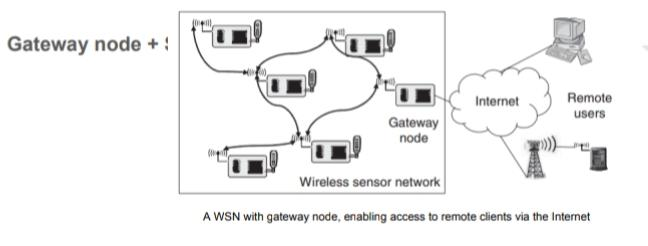 Gateway node +
Internet
Remote
users
Gateway
node
Wireless sensor network
A WSN with gateway node, enabling access to remote clients via the Internet